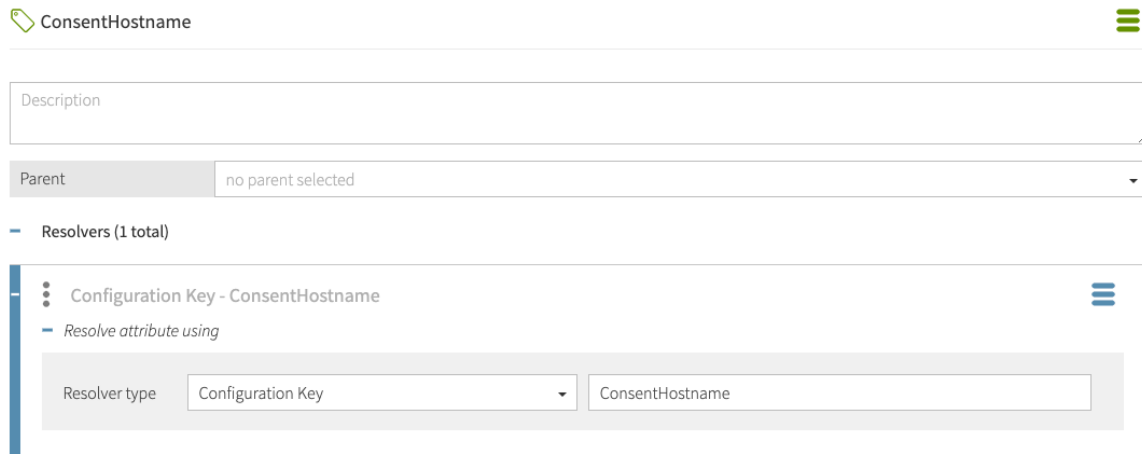 ConsentHostname
Description
Parent no parent selected
Resolvers (1 total)
Configuration Key - ConsentHostname
Resolve attribute using
Resolver type Configuration Key ConsentHostname